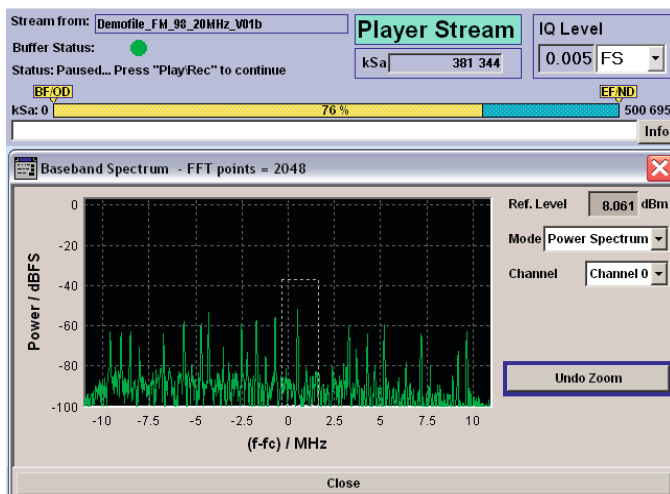 Stream from: Demofile_FM_98_20MHz_V01b
Buffer Status:
Status: Paused... Press "Play\Rec" to continue
Player Stream
kSa 381 344
IQ Level
0.005 FS
BF/OD
EF/ND
kSa: 0 76 % 500 695
Info
Baseband Spectrum - FFT points = 2048
Ref. Level 8.061 dBm
Mode Power Spectrum
Channel Channel 0
Undo Zoom
Power / dBFS
0
-20
-40
-60
-80
-100
-10 -7.5 -5 -2.5 0 2.5 5 7.5 10
(f-fc) / MHz
Close